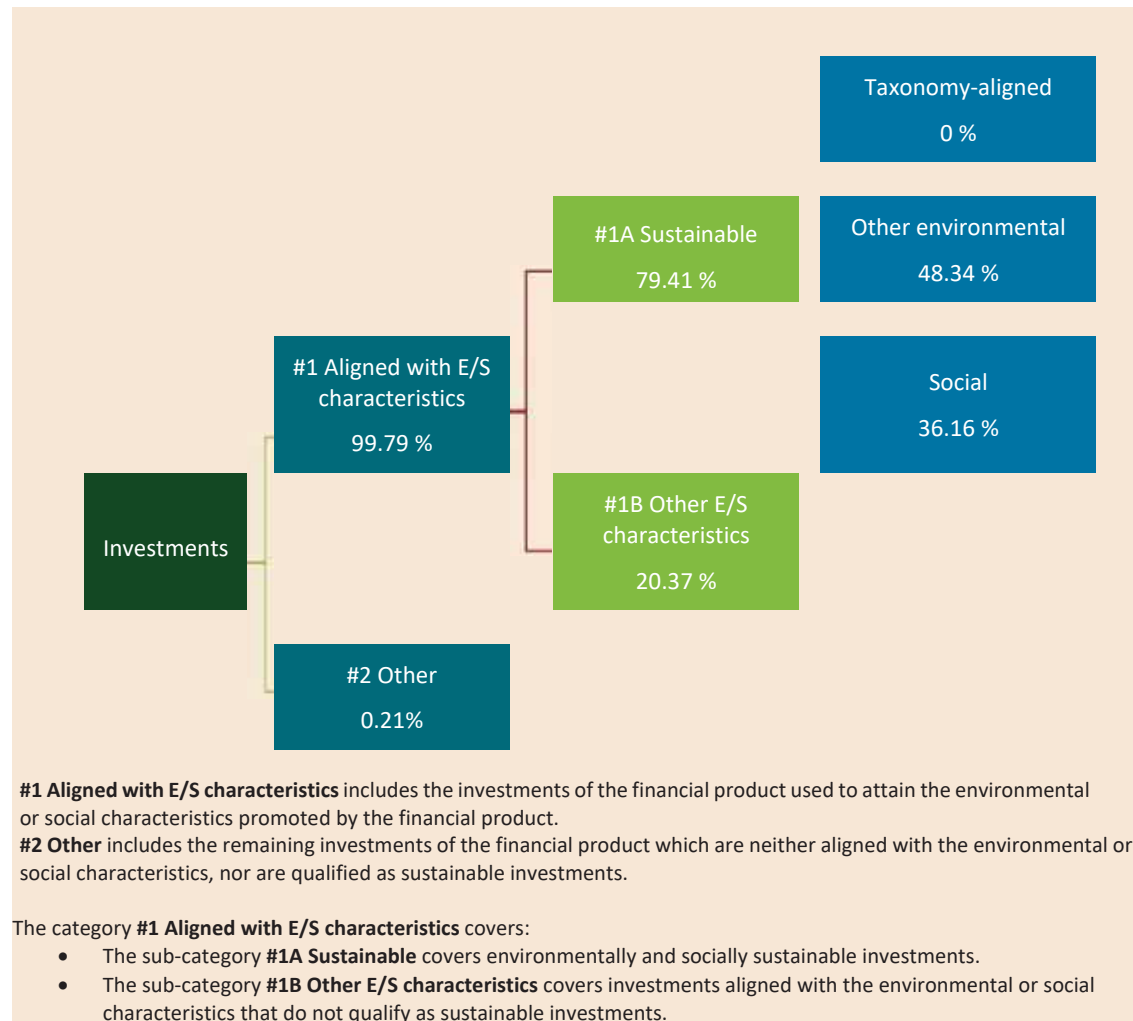 Taxonomy-aligned
0 %
#1A Sustainable
79.41 %
Other environmental
48.34 %
#1 Aligned with E/S
characteristics
99.79 %
Social
36.16 %
Investments
#1B Other E/S
characteristics
20.37 %
#2 Other
0.21%
#1 Aligned with E/S characteristics includes the investments of the financial product used to attain the environmental
or social characteristics promoted by the financial product.
#2 Other includes the remaining investments of the financial product which are neither aligned with the environmental or
social characteristics, nor are qualified as sustainable investments.
The category #1 Aligned with E/S characteristics covers:
• The sub-category #1A Sustainable covers environmentally and socially sustainable investments.
• The sub-category #1B Other E/S characteristics covers investments aligned with the environmental or social
characteristics that do not qualify as sustainable investments.